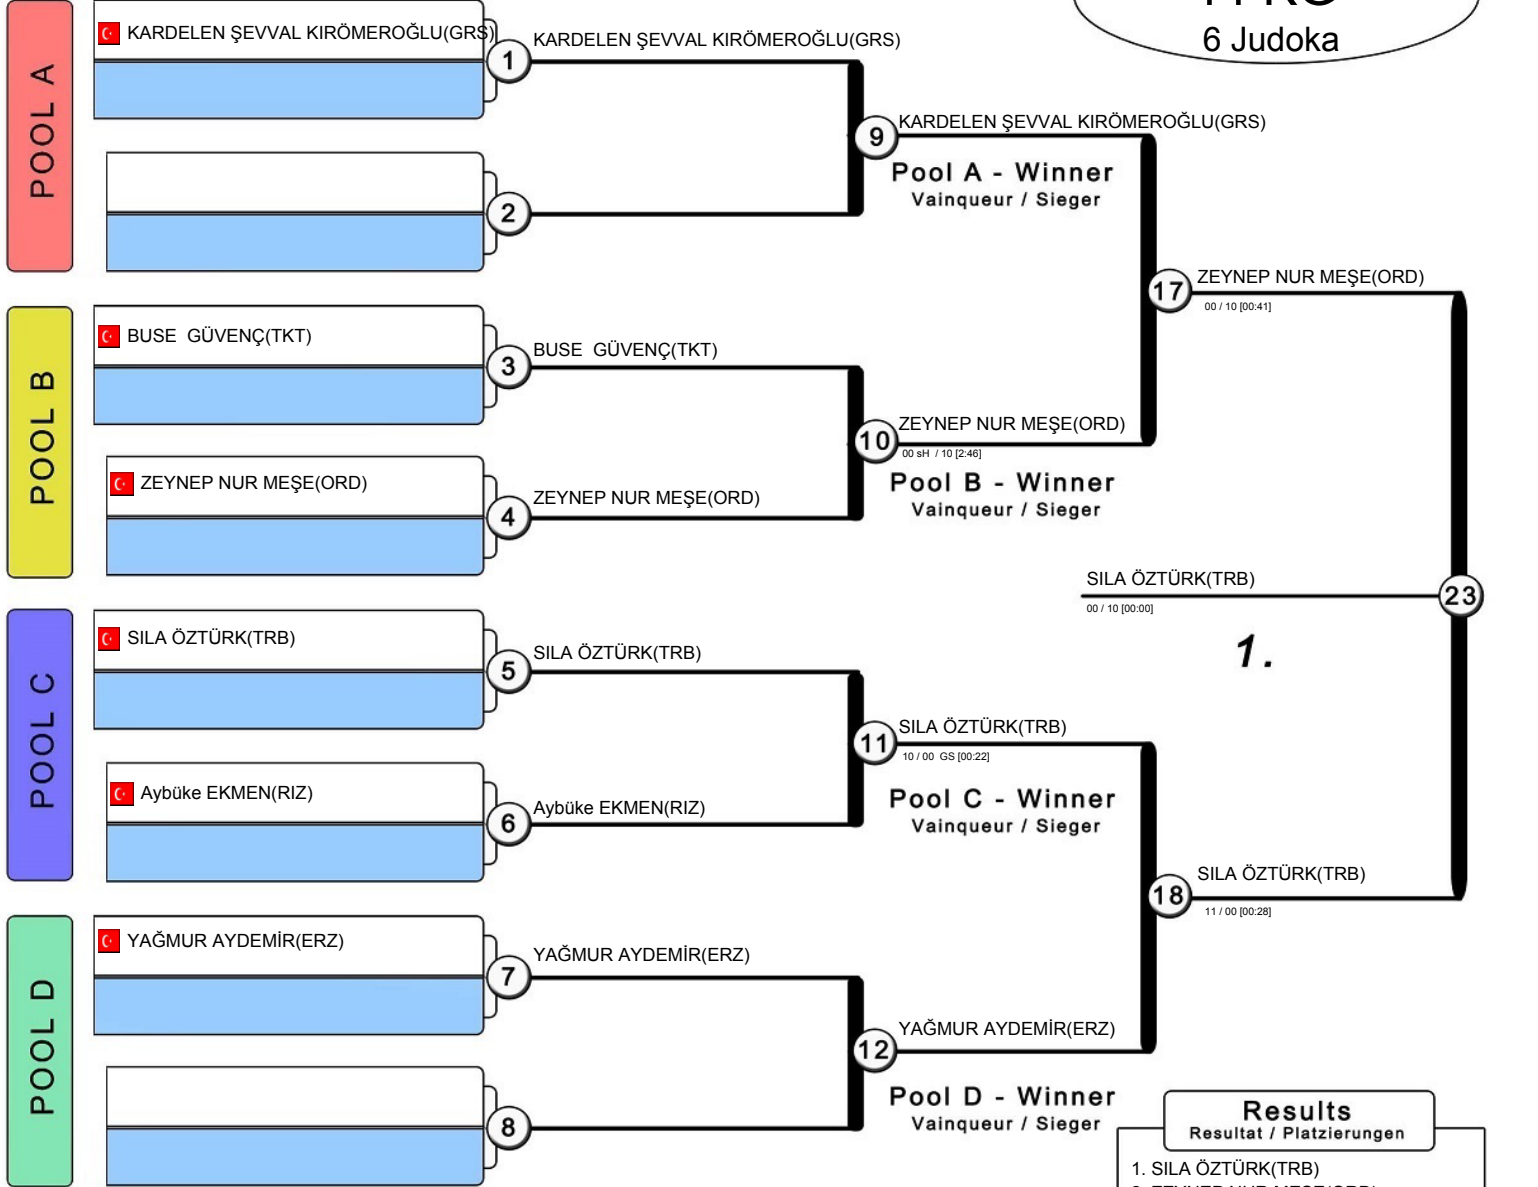 6 Judoka
POOL A
KARDELEN ŞEVVAL KIRÖMEROĞLU(GRS)
1
KARDELEN ŞEVVAL KIRÖMEROĞLU(GRS)
2
9
KARDELEN ŞEVVAL KIRÖMEROĞLU(GRS)
Pool A - Winner
Vainqueur / Sieger
POOL B
BUSE  GÜVENÇ(TKT)
3
BUSE  GÜVENÇ(TKT)
ZEYNEP NUR MEŞE(ORD)
4
ZEYNEP NUR MEŞE(ORD)
10
ZEYNEP NUR MEŞE(ORD)
00 sH  / 10 [2:46]
Pool B - Winner
Vainqueur / Sieger
17
ZEYNEP NUR MEŞE(ORD)
00 / 10 [00:41]
SILA ÖZTÜRK(TRB)
00 / 10 [00:00]
23
1.
POOL C
SILA ÖZTÜRK(TRB)
5
SILA ÖZTÜRK(TRB)
Aybüke EKMEN(RIZ)
6
Aybüke EKMEN(RIZ)
11
SILA ÖZTÜRK(TRB)
10 / 00  GS [00:22]
Pool C - Winner
Vainqueur / Sieger
18
SILA ÖZTÜRK(TRB)
11 / 00 [00:28]
POOL D
YAĞMUR AYDEMİR(ERZ)
7
YAĞMUR AYDEMİR(ERZ)
8
12
YAĞMUR AYDEMİR(ERZ)
Pool D - Winner
Vainqueur / Sieger
Results
Resultat / Platzierungen
1. SILA ÖZTÜRK(TRB)